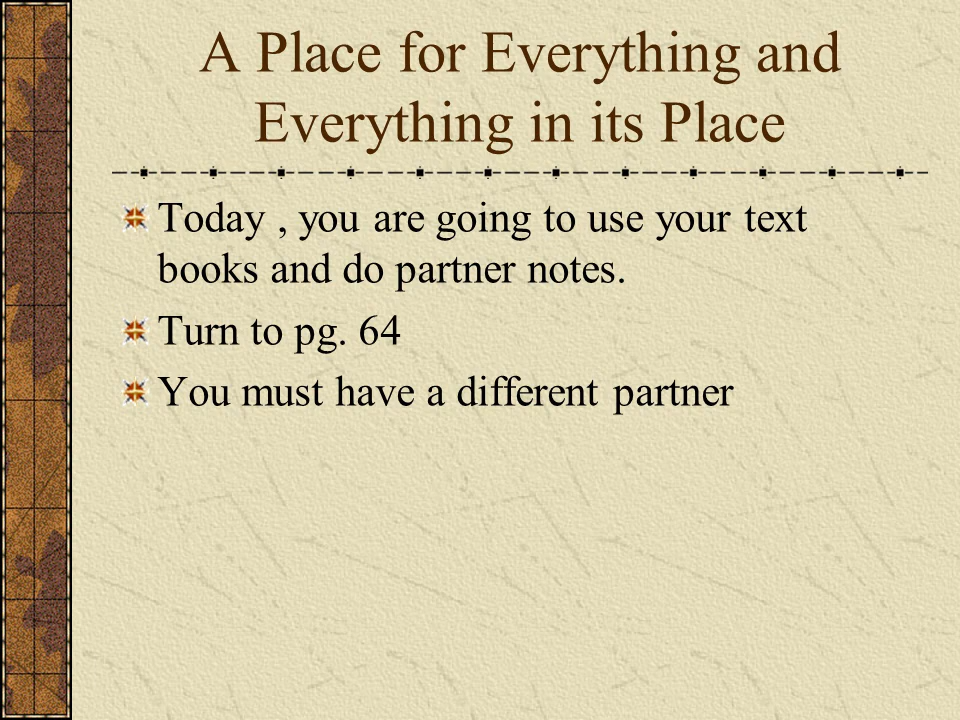 A Place for Everything and
Everything in its Place
Today , you are going to use your text
books and do partner notes.
Turn to pg. 64
You must have a different partner